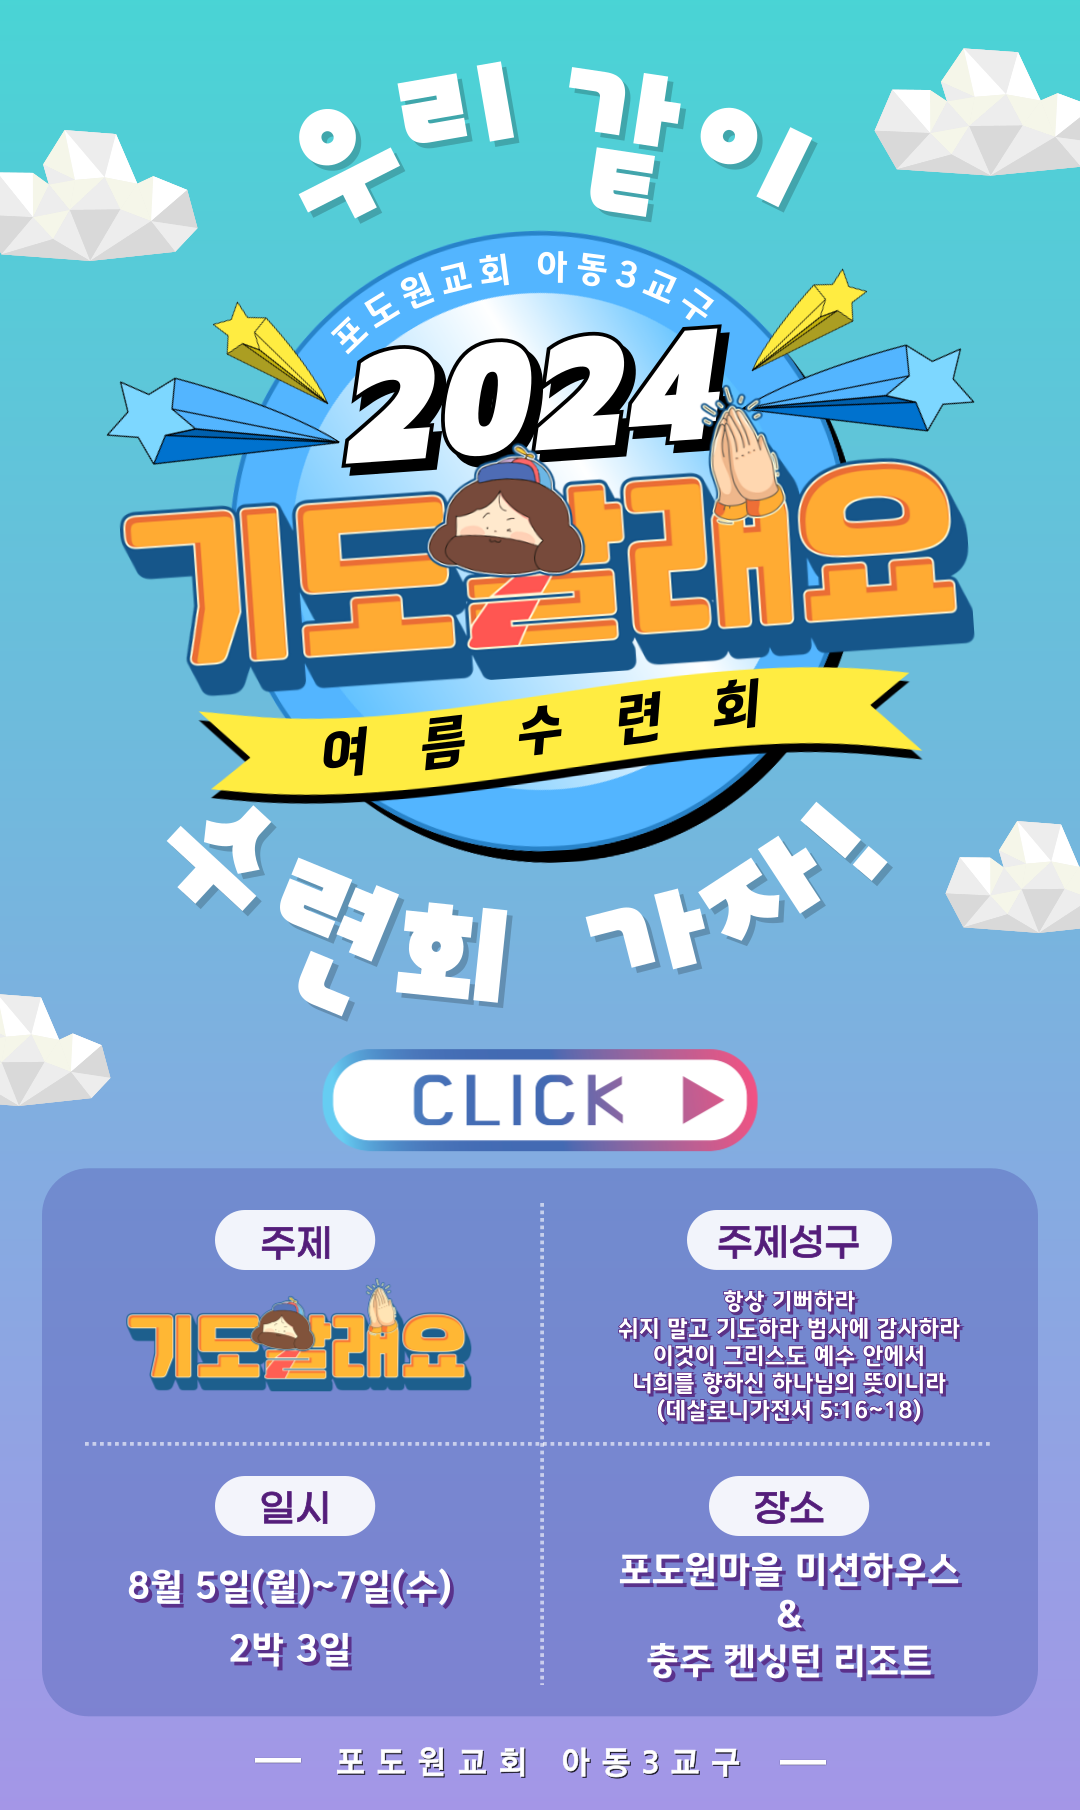 우리 같이
포도원교회 아동3교구
2024
기도할래요
여름수련회
수련회 가자!
CLICK
주제
기도할래요
주제성구
항상 기뻐하라
쉬지 말고 기도하라 범사에 감사하라
이것이 그리스도 예수 안에서
너희를 향하신 하나님의 뜻이니라
(데살로니가전서 5:16~18)
일시
8월 5일(월)~7일(수)
2박 3일
장소
포도원마을 미션하우스
&
충주 켄싱턴 리조트
포도원교회 아동3교구